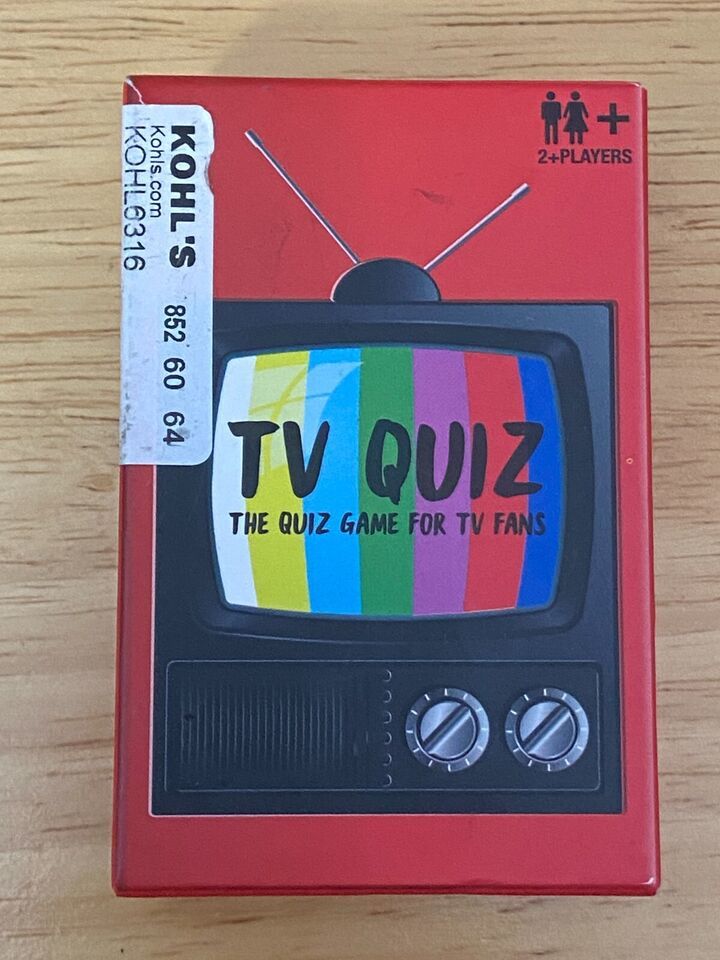 KOHL'S
Kohls.com
KOHL6316
852 60 64
2+PLAYERS
TV QUIZ
THE QUIZ GAME FOR TV FANS